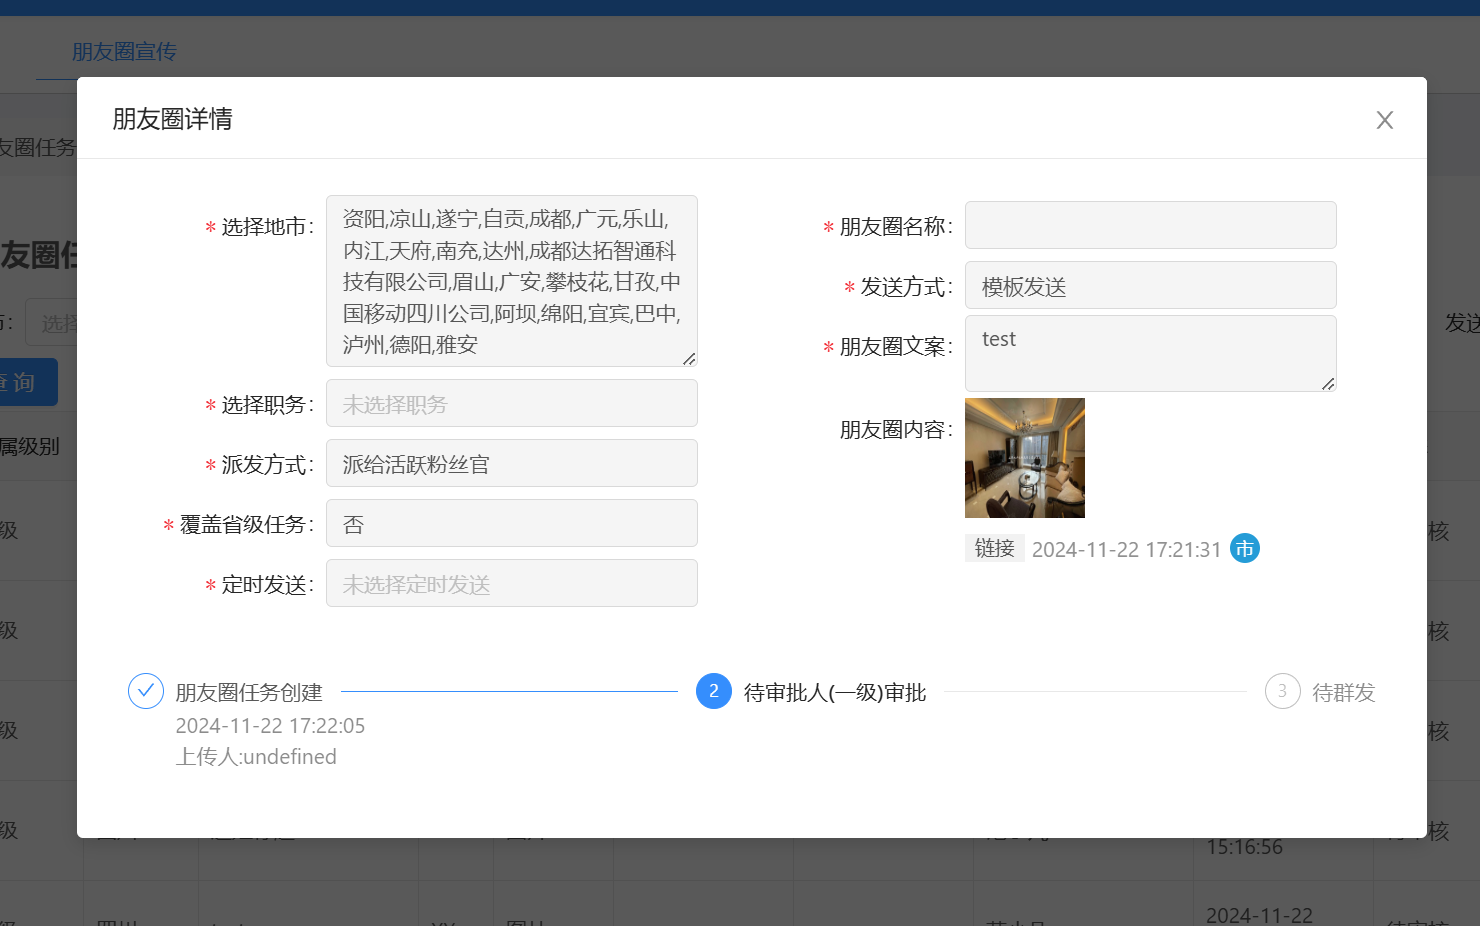 朋友圈宣传
朋友圈详情
友圈任务
* 选择地市：
资阳,凉山,遂宁,自贡,成都,广元,乐山,
内江,天府,南充,达州,成都达拓智通科
技有限公司,眉山,广安,攀枝花,甘孜,中
国移动四川公司,阿坝,绵阳,宜宾,巴中,
泸州,德阳,雅安
* 朋友圈名称：
* 发送方式：
模板发送
* 朋友圈文案：
test
友圈任
选择
发送
查 询
* 选择职务：
未选择职务
朋友圈内容：
属级别
* 派发方式：
派给活跃粉丝官
* 覆盖省级任务：
否
级
核
链接 2024-11-22 17:21:31 市
* 定时发送：
未选择定时发送
级
核
朋友圈任务创建
2024-11-22 17:22:05
上传人:undefined
2 待审批人(一级)审批
3 待群发
级
核
级
核
15:16:56
2024-11-22